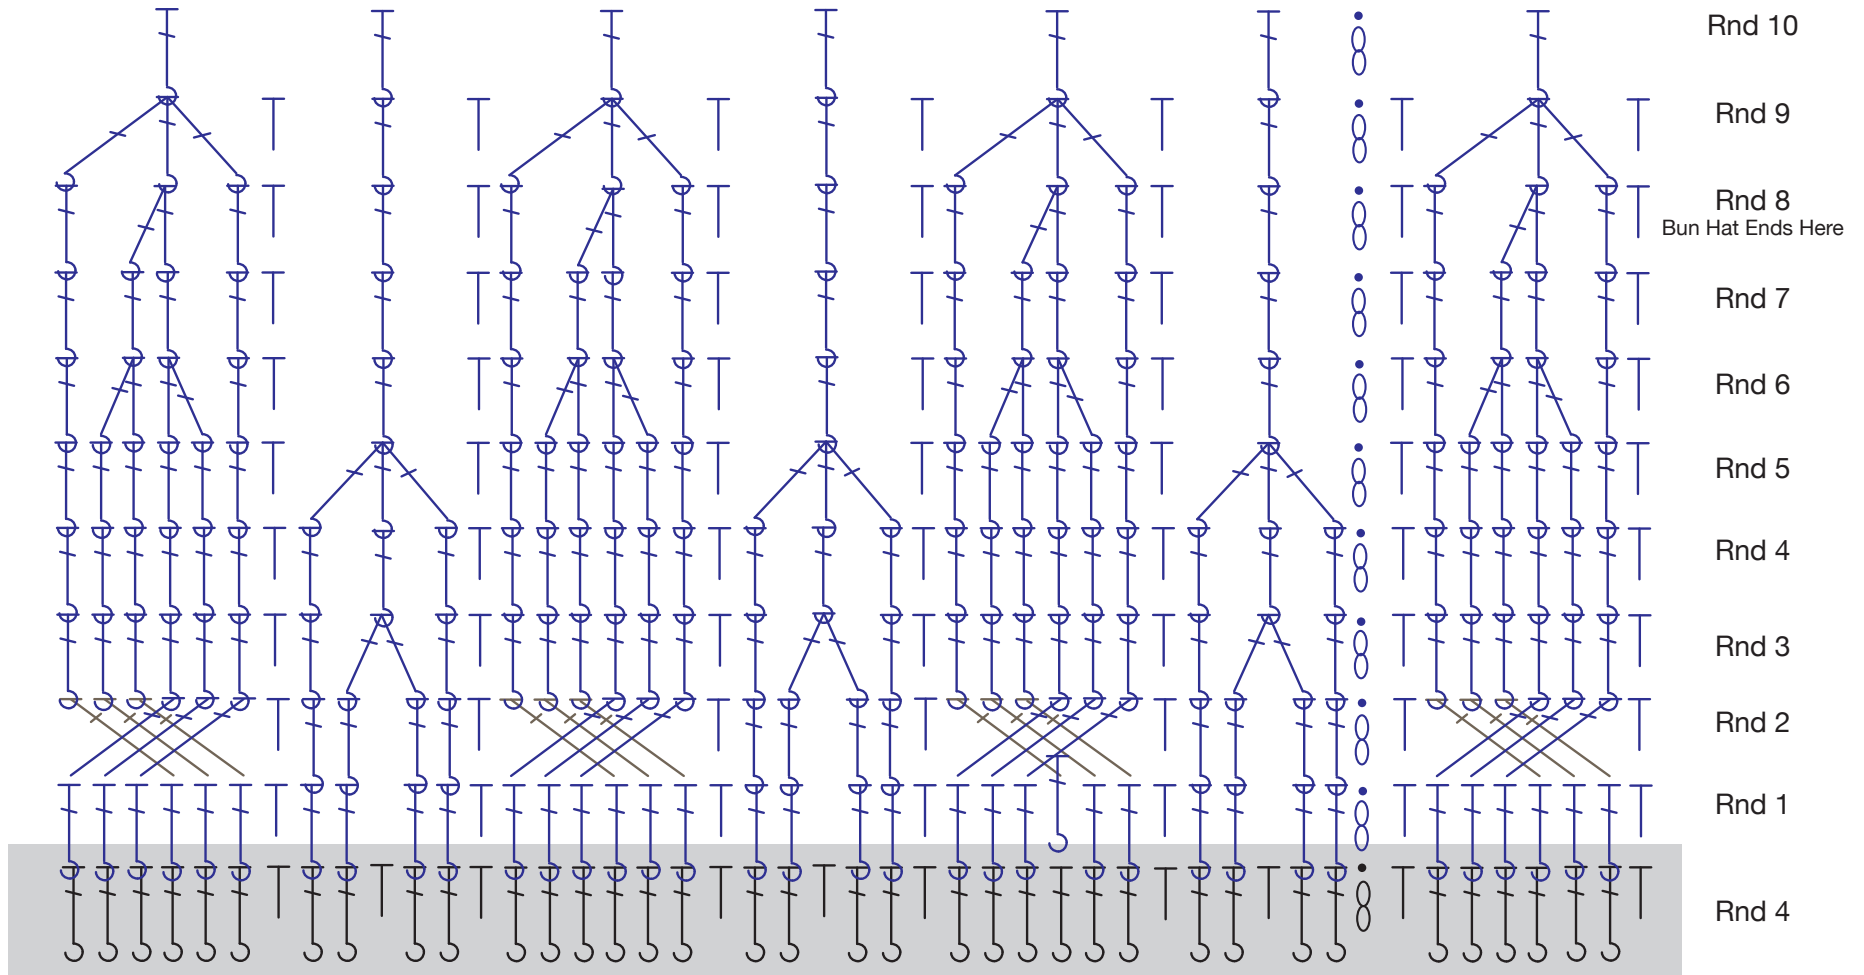 Rnd 10
Rnd 9
Rnd 8
Bun Hat Ends Here
Rnd 7
Rnd 6
Rnd 5
Rnd 4
Rnd 3
Rnd 2
Rnd 1
Rnd 4